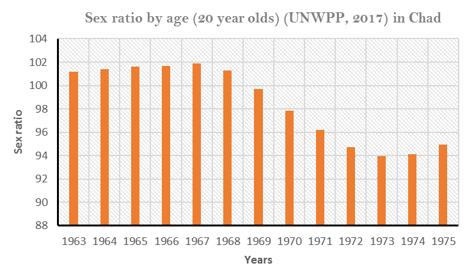 Sex ratio by age (20 year olds) (UNWPP, 2017) in Chad
104
102
100
98
96
94
92
90
88
Sex ratio
1963 1964 1965 1966 1967 1968 1969 1970 1971 1972 1973 1974 1975
Years